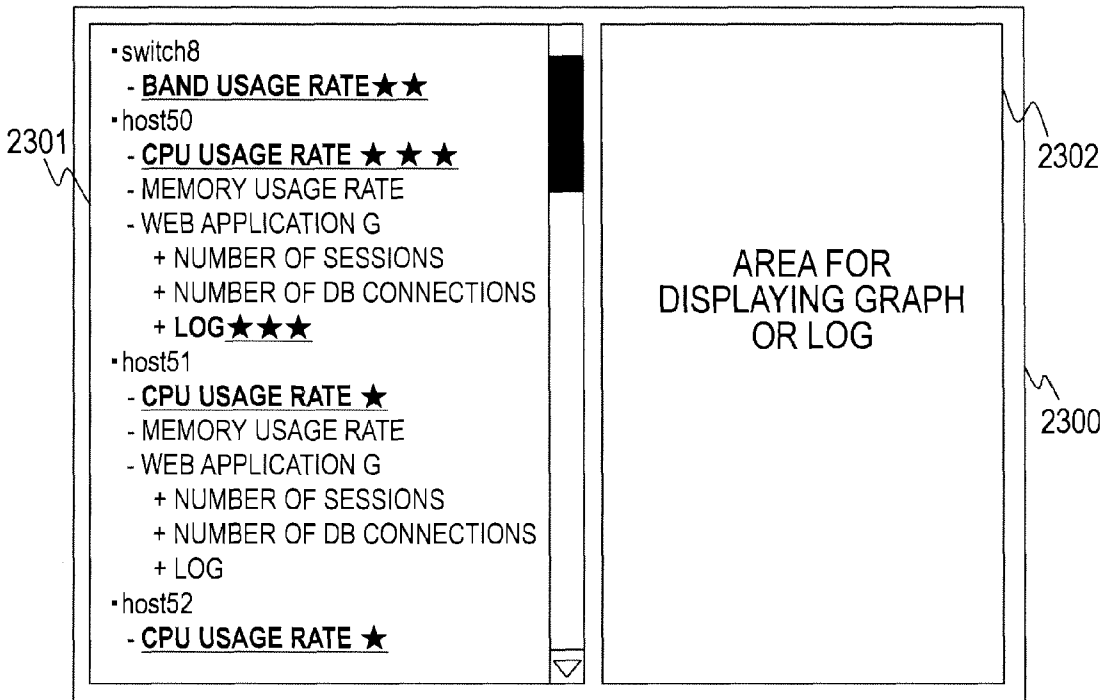 ▪switch8
- BAND USAGE RATE★★
▪host50
- CPU USAGE RATE ★ ★ ★
- MEMORY USAGE RATE
- WEB APPLICATION G
+ NUMBER OF SESSIONS
+ NUMBER OF DB CONNECTIONS
+ LOG★★★
▪host51
- CPU USAGE RATE ★
- MEMORY USAGE RATE
- WEB APPLICATION G
+ NUMBER OF SESSIONS
+ NUMBER OF DB CONNECTIONS
+ LOG
▪host52
- CPU USAGE RATE ★
2301
AREA FOR
DISPLAYING GRAPH
OR LOG
2302
2300